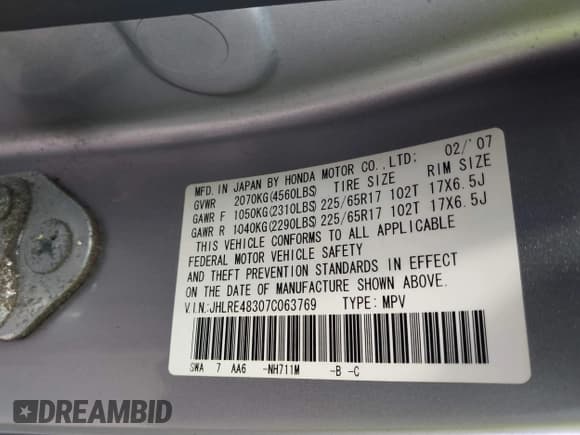 MFD. IN JAPAN BY HONDA MOTOR CO., LTD: 02/'07
GVWR 2070KG(4560LBS) TIRE SIZE RIM SIZE
GAWR F 1050KG(2310LBS) 225/65R17 102T 17X6.5J
GAWR R 1040KG(2290LBS) 225/65R17 102T 17X6.5J
THIS VEHICLE CONFORMS TO ALL APPLICABLE
FEDERAL MOTOR VEHICLE SAFETY
AND THEFT PREVENTION STANDARDS IN EFFECT
ON THE DATE OF MANUFACTURE SHOWN ABOVE.
V.I.N:JHLRE48307C063769 TYPE: MPV
SWA 7 AA6 -NH711M -B -C
DREAMBID